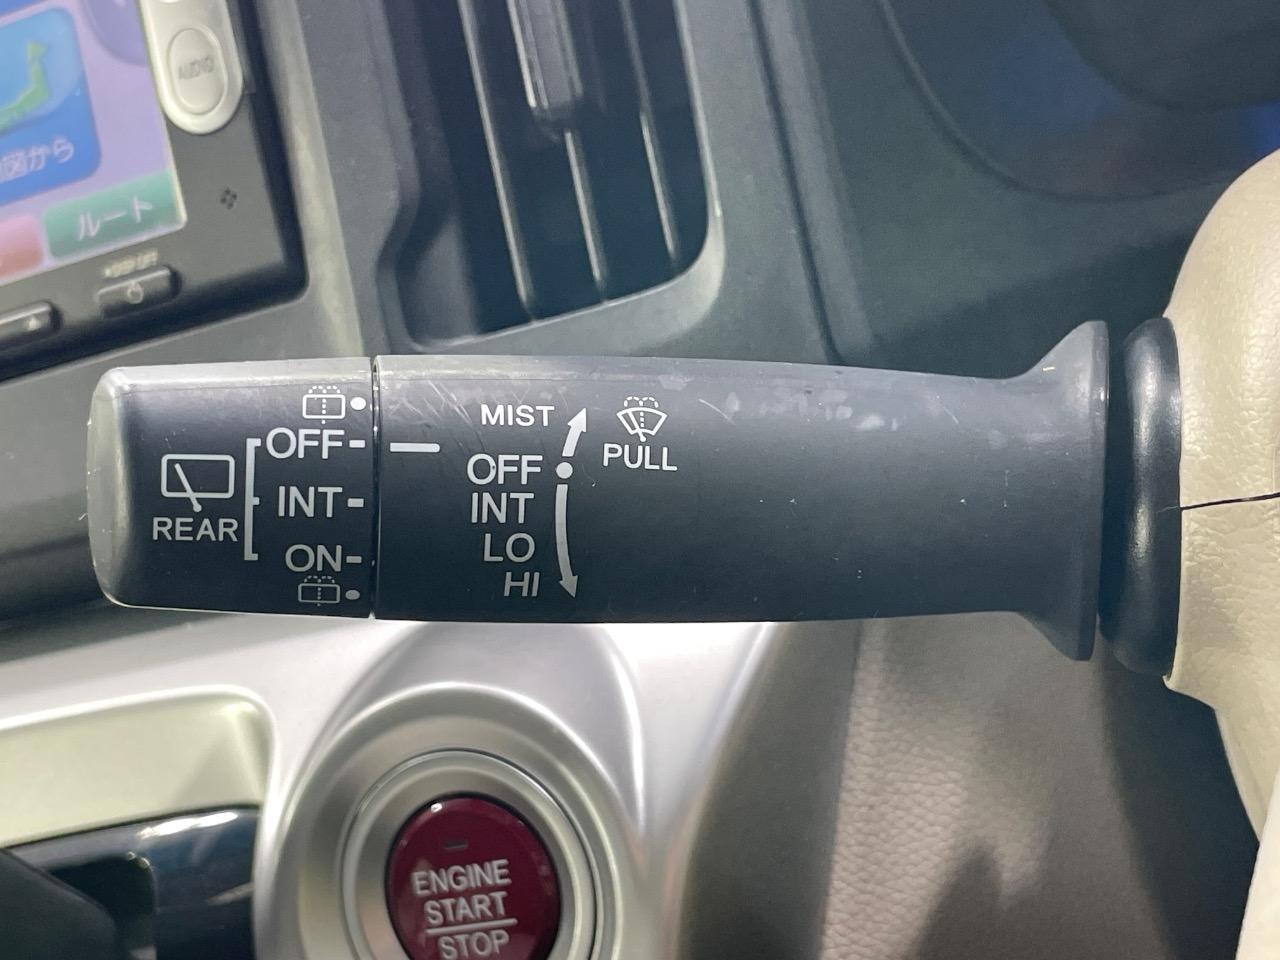 AUDIO
図から
ルート
MIST
OFF
INT
LO
HI
PULL
REAR
OFF
INT
ON
ENGINE
START
STOP